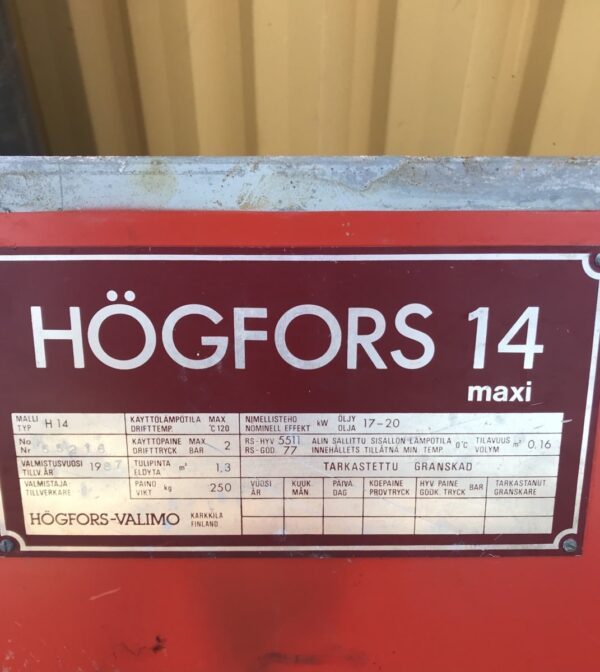 HÖGFORS 14
maxi
MALLI TYP H 14 KÄYTTÖLÄMPÖTILA MAX DRIFTTEMP. °C 120 NIMELLISTEHO NOMINELL EFFEKT kW ÖLJY OLJA 17-20
No Nr KÄYTTÖPAINE MAX DRIFTTRYCK BAR 2 RS-HYV RS-GOD. 5511 77 ALIN SALLITTU SISÄLLÖN LÄMPÖTILA INNEHÅLLETS TILLÅTNA MIN TEMP. 0°C TILAVUUS VOLYM m³ 0,16
VALMISTUSVUOSI TILLV.ÅR 1987 TULIPINTA ELDYTA m² 1,3 TARKASTETTU GRANSKAD
VALMISTAJA TILLVERKARE PAINO VIKT kg 250 VUOSI ÅR KUUK. MÅN PÄIVÄ DAG KOEPAINE PROVTRYCK HYV PAINE GODK. TRYCK BAR TARKASTANUT GRANSKARE
HÖGFORS-VALIMO KARKKILA FINLAND